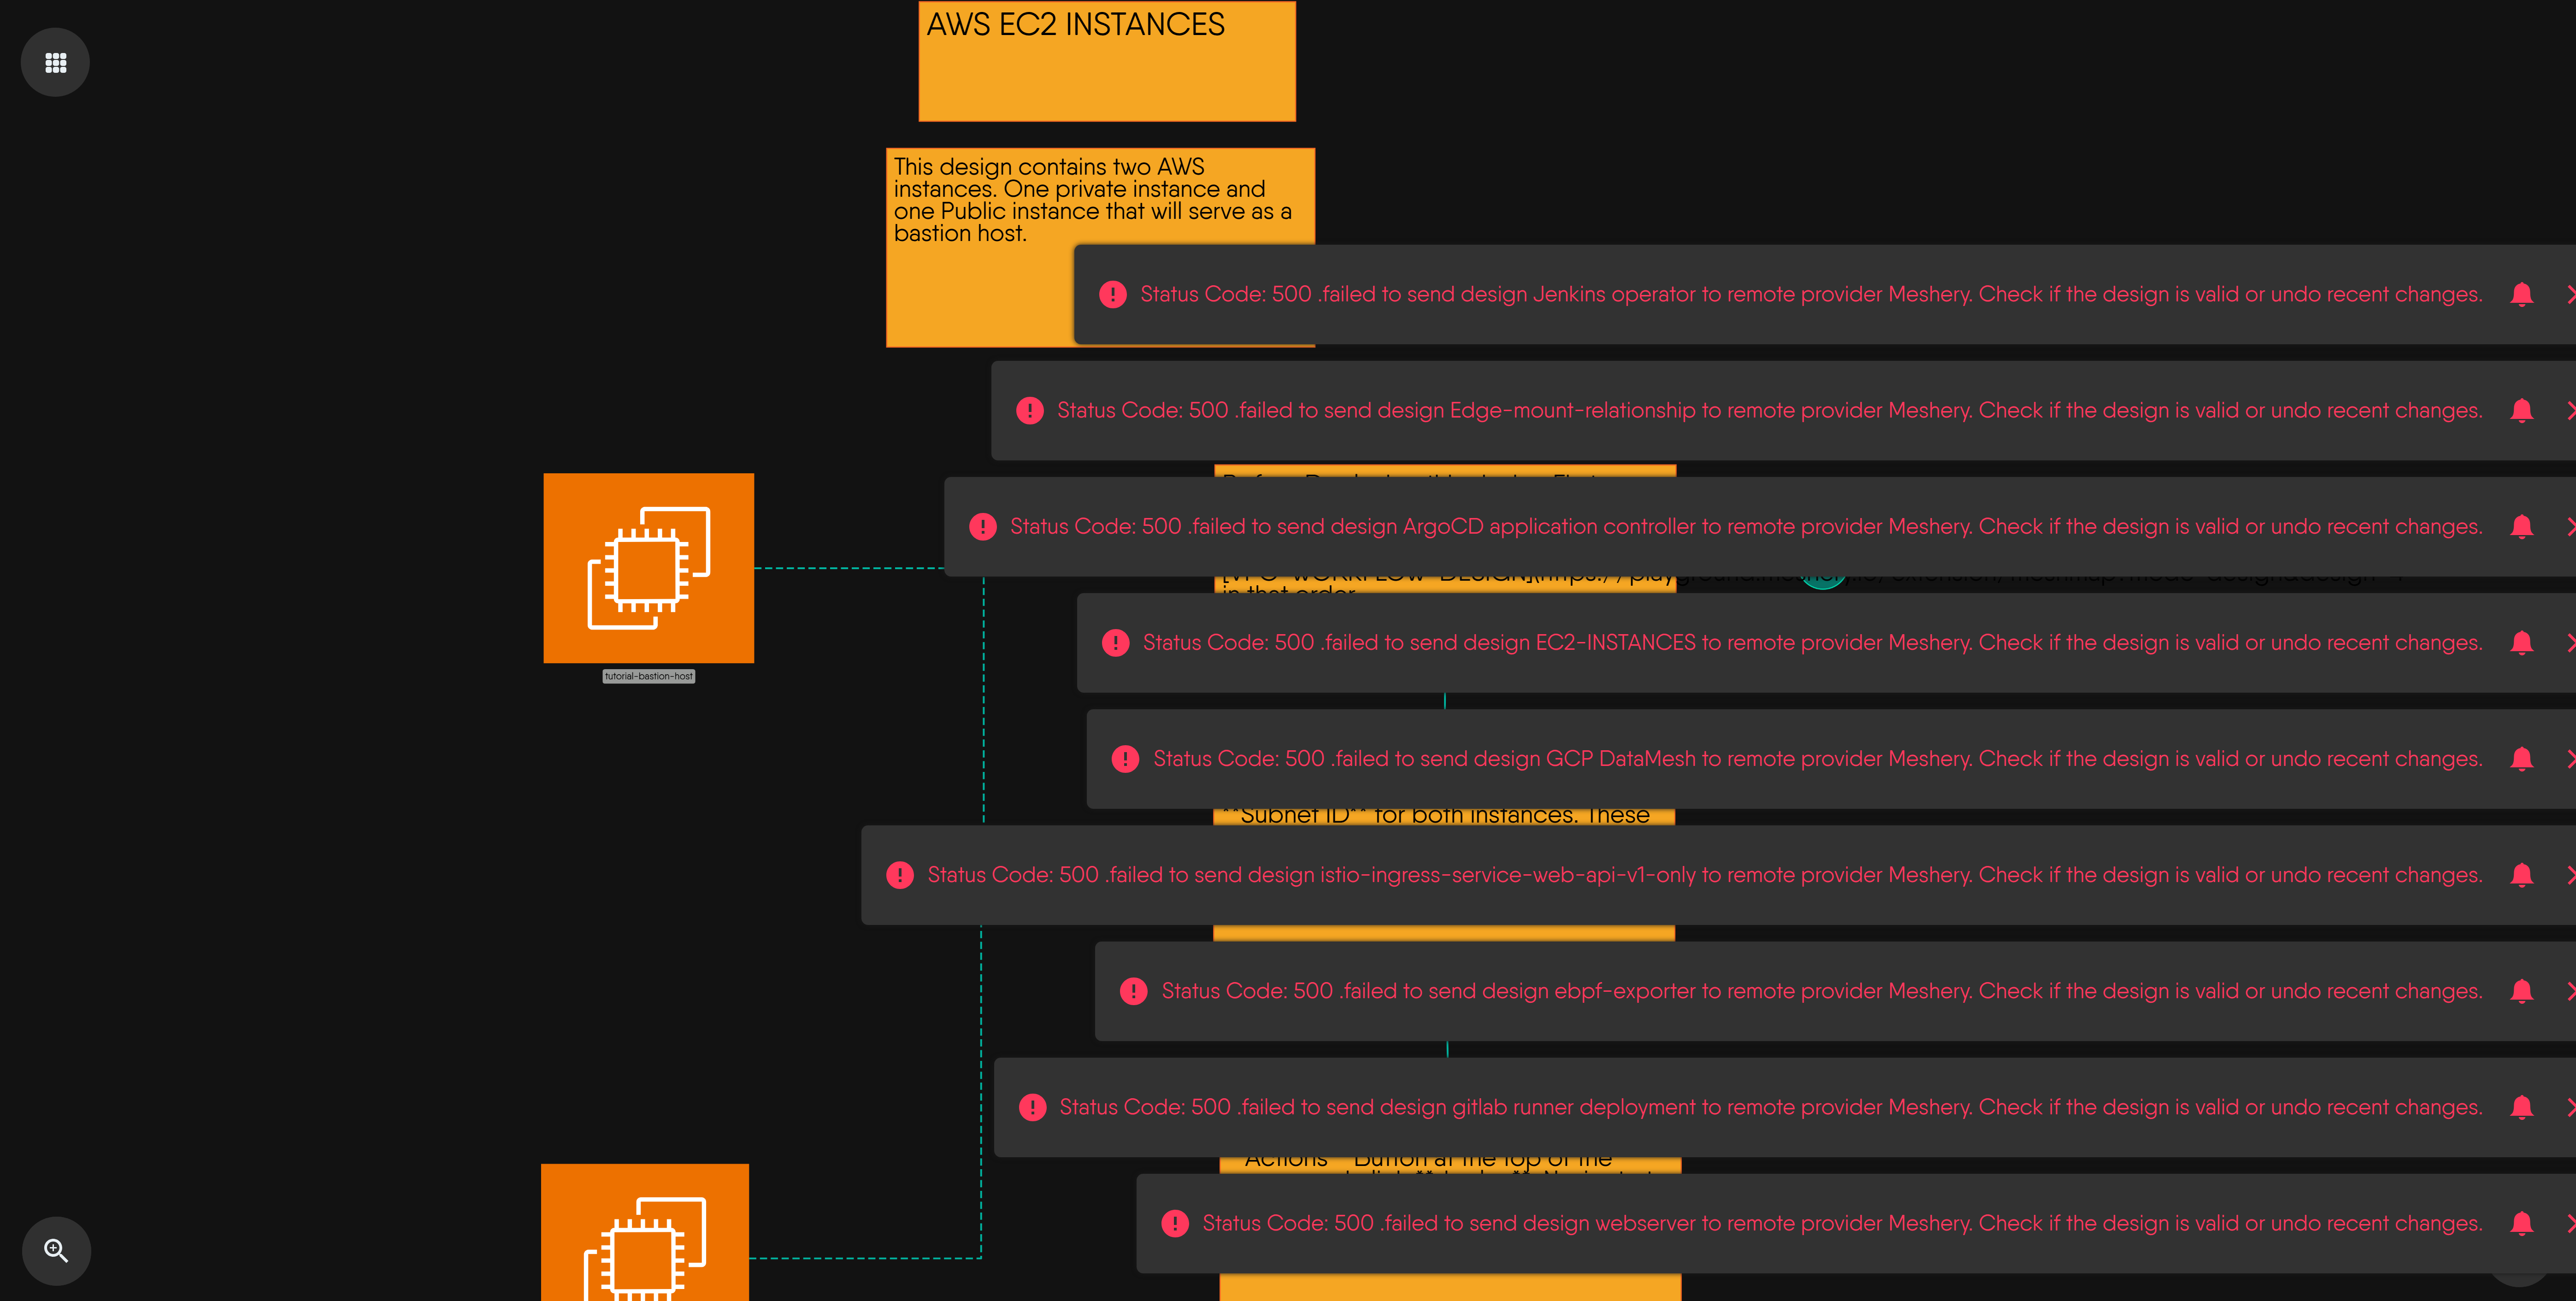 AWS EC2 INSTANCES
This design contains two AWS
instances. One private instance and
one Public instance that will serve as a
bastion host.
Status Code: 500 .failed to send design Jenkins operator to remote provider Meshery. Check if the design is valid or undo recent changes.
Status Code: 500 .failed to send design Edge-mount-relationship to remote provider Meshery. Check if the design is valid or undo recent changes.
Status Code: 500 .failed to send design ArgoCD application controller to remote provider Meshery. Check if the design is valid or undo recent changes.
in that order
tutorial-bastion-host
Status Code: 500 .failed to send design EC2-INSTANCES to remote provider Meshery. Check if the design is valid or undo recent changes.
Status Code: 500 .failed to send design GCP DataMesh to remote provider Meshery. Check if the design is valid or undo recent changes.
**Subnet ID** for both instances. These
Status Code: 500 .failed to send design istio-ingress-service-web-api-v1-only to remote provider Meshery. Check if the design is valid or undo recent changes.
Status Code: 500 .failed to send design ebpf-exporter to remote provider Meshery. Check if the design is valid or undo recent changes.
Status Code: 500 .failed to send design gitlab runner deployment to remote provider Meshery. Check if the design is valid or undo recent changes.
Actions** Button at the top of the
Status Code: 500 .failed to send design webserver to remote provider Meshery. Check if the design is valid or undo recent changes.